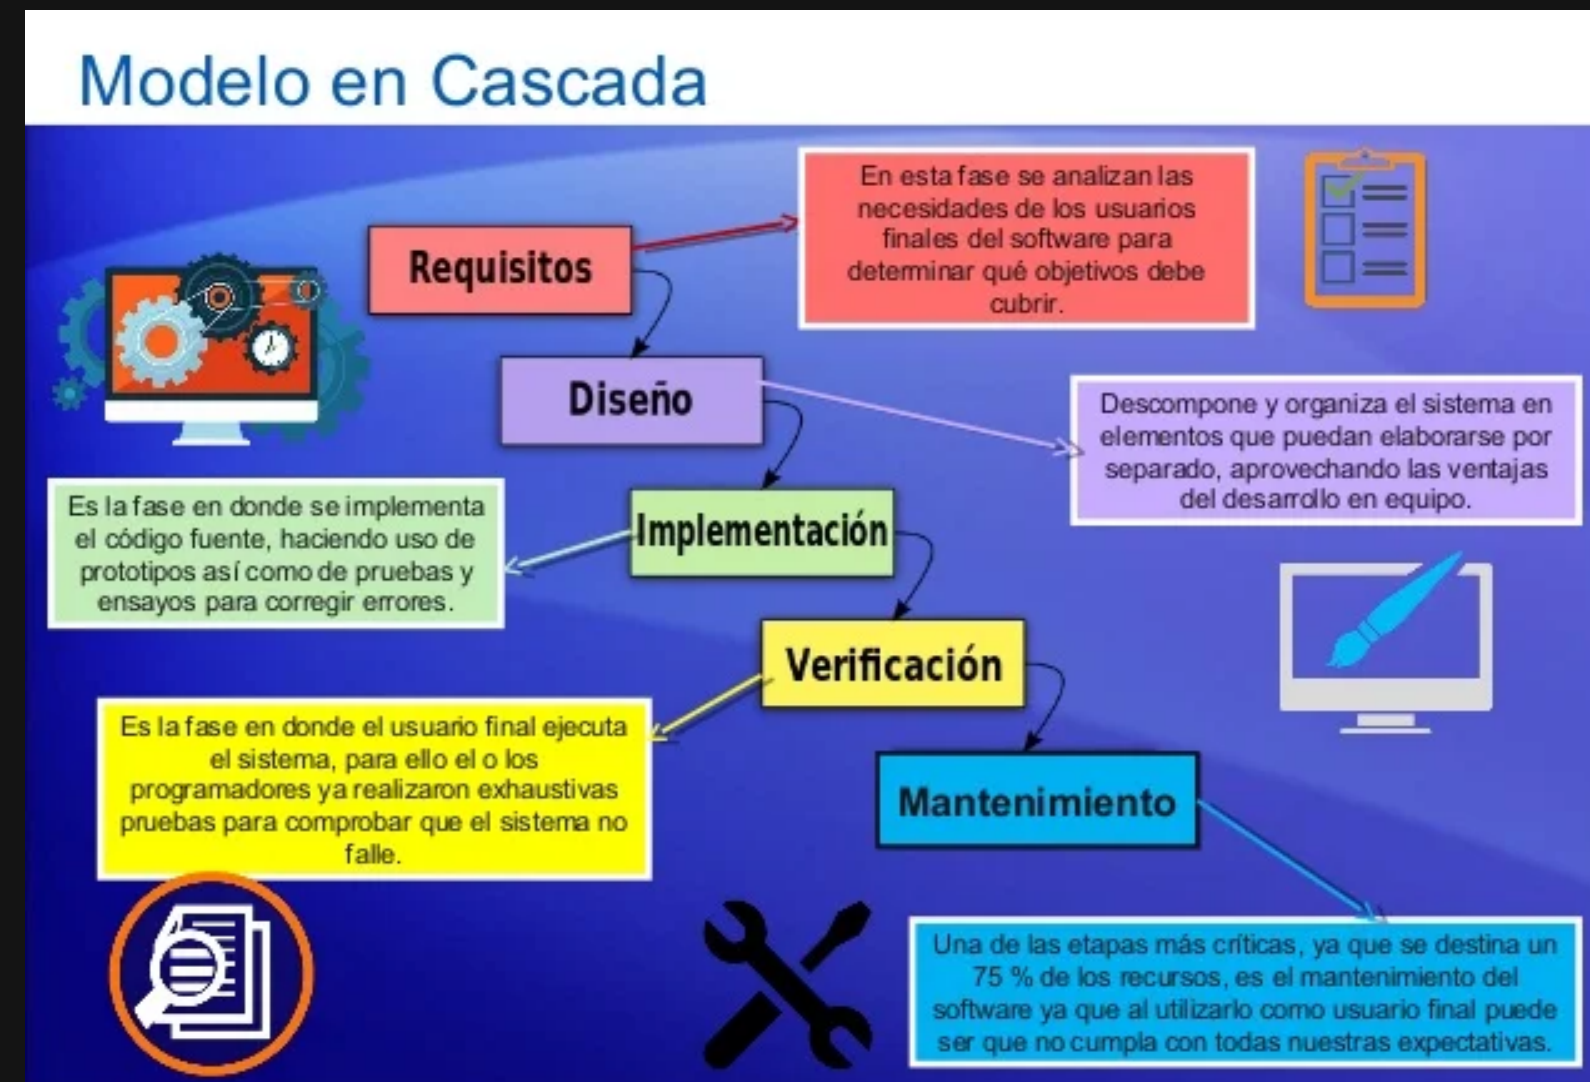 Modelo en Cascada
Requisitos
En esta fase se analizan las
necesidades de los usuarios
finales del software para
determinar qué objetivos debe
cubrir.
Diseño
Descompone y organiza el sistema en
elementos que puedan elaborarse por
separado, aprovechando las ventajas
del desarrollo en equipo.
Implementación
Es la fase en donde se implementa
el código fuente, haciendo uso de
prototipos así como de pruebas y
ensayos para corregir errores.
Verificación
Es la fase en donde el usuario final ejecuta
el sistema, para ello el o los
programadores ya realizaron exhaustivas
pruebas para comprobar que el sistema no
falle.
Mantenimiento
Una de las etapas más críticas, ya que se destina un
75 % de los recursos, es el mantenimiento del
software ya que al utilizarlo como usuario final puede
ser que no cumpla con todas nuestras expectativas.